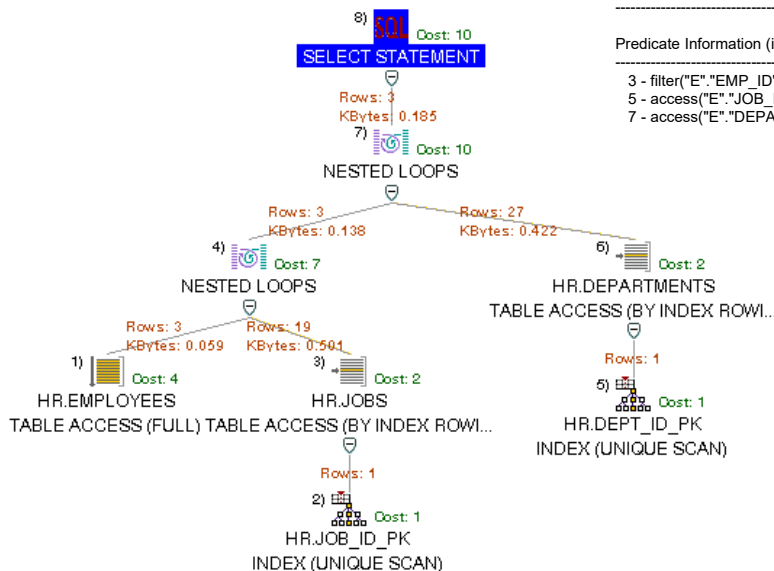 8) SQL Cost: 10
SELECT STATEMENT
Rows: 3
KBytes: 0.185
7) Cost: 10
NESTED LOOPS
Rows: 3 Rows: 27
KBytes: 0.138 KBytes: 0.422
4) Cost: 7 6) Cost: 2
NESTED LOOPS HR.DEPARTMENTS
TABLE ACCESS (BY INDEX ROWI...
Rows: 3 Rows: 19
KBytes: 0.059 KBytes: 0.501
Rows: 1
1) Cost: 4 3) Cost: 2 5) Cost: 1
HR.EMPLOYEES HR.JOBS HR.DEPT_ID_PK
TABLE ACCESS (FULL) TABLE ACCESS (BY INDEX ROWI... INDEX (UNIQUE SCAN)
Rows: 1
2) Cost: 1
HR.JOB_ID_PK
INDEX (UNIQUE SCAN)
Predicate Information (i
3 - filter("E"."EMP_ID"
5 - access("E"."JOB_
7 - access("E"."DEPA